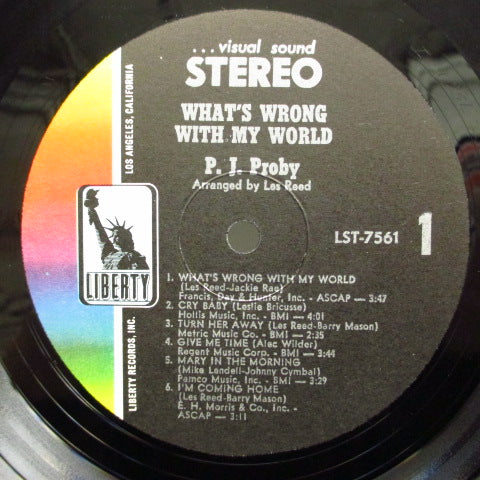 ...visual sound
STEREO
WHAT'S WRONG
WITH MY WORLD
P. J. Proby
Arranged by Les Reed
LST-7561
1
LOS ANGELES, CALIFORNIA
LIBERTY
LIBERTY RECORDS, INC.
1. WHAT'S WRONG WITH MY WORLD
(Les Reed-Jackie Rae)
Francis, Day & Hunter, Inc. - ASCAP - 3:47
2. CRY BABY (Leslie Bricusse)
Hollis Music, Inc. - BMI - 4:01
3. TURN HER AWAY (Les Reed-Barry Mason)
Metric Music Co. - BMI - 2:35
4. GIVE ME TIME (Alec Wilder)
Regent Music Corp. - BMI - 3:44
5. MARY IN THE MORNING
(Mike Lendell-Johnny Cymbal)
Pamco Music, Inc. - BMI - 3:29
6. I'M COMING HOME
(Les Reed-Barry Mason)
E. H. Morris & Co., Inc. -
ASCAP - 3:11